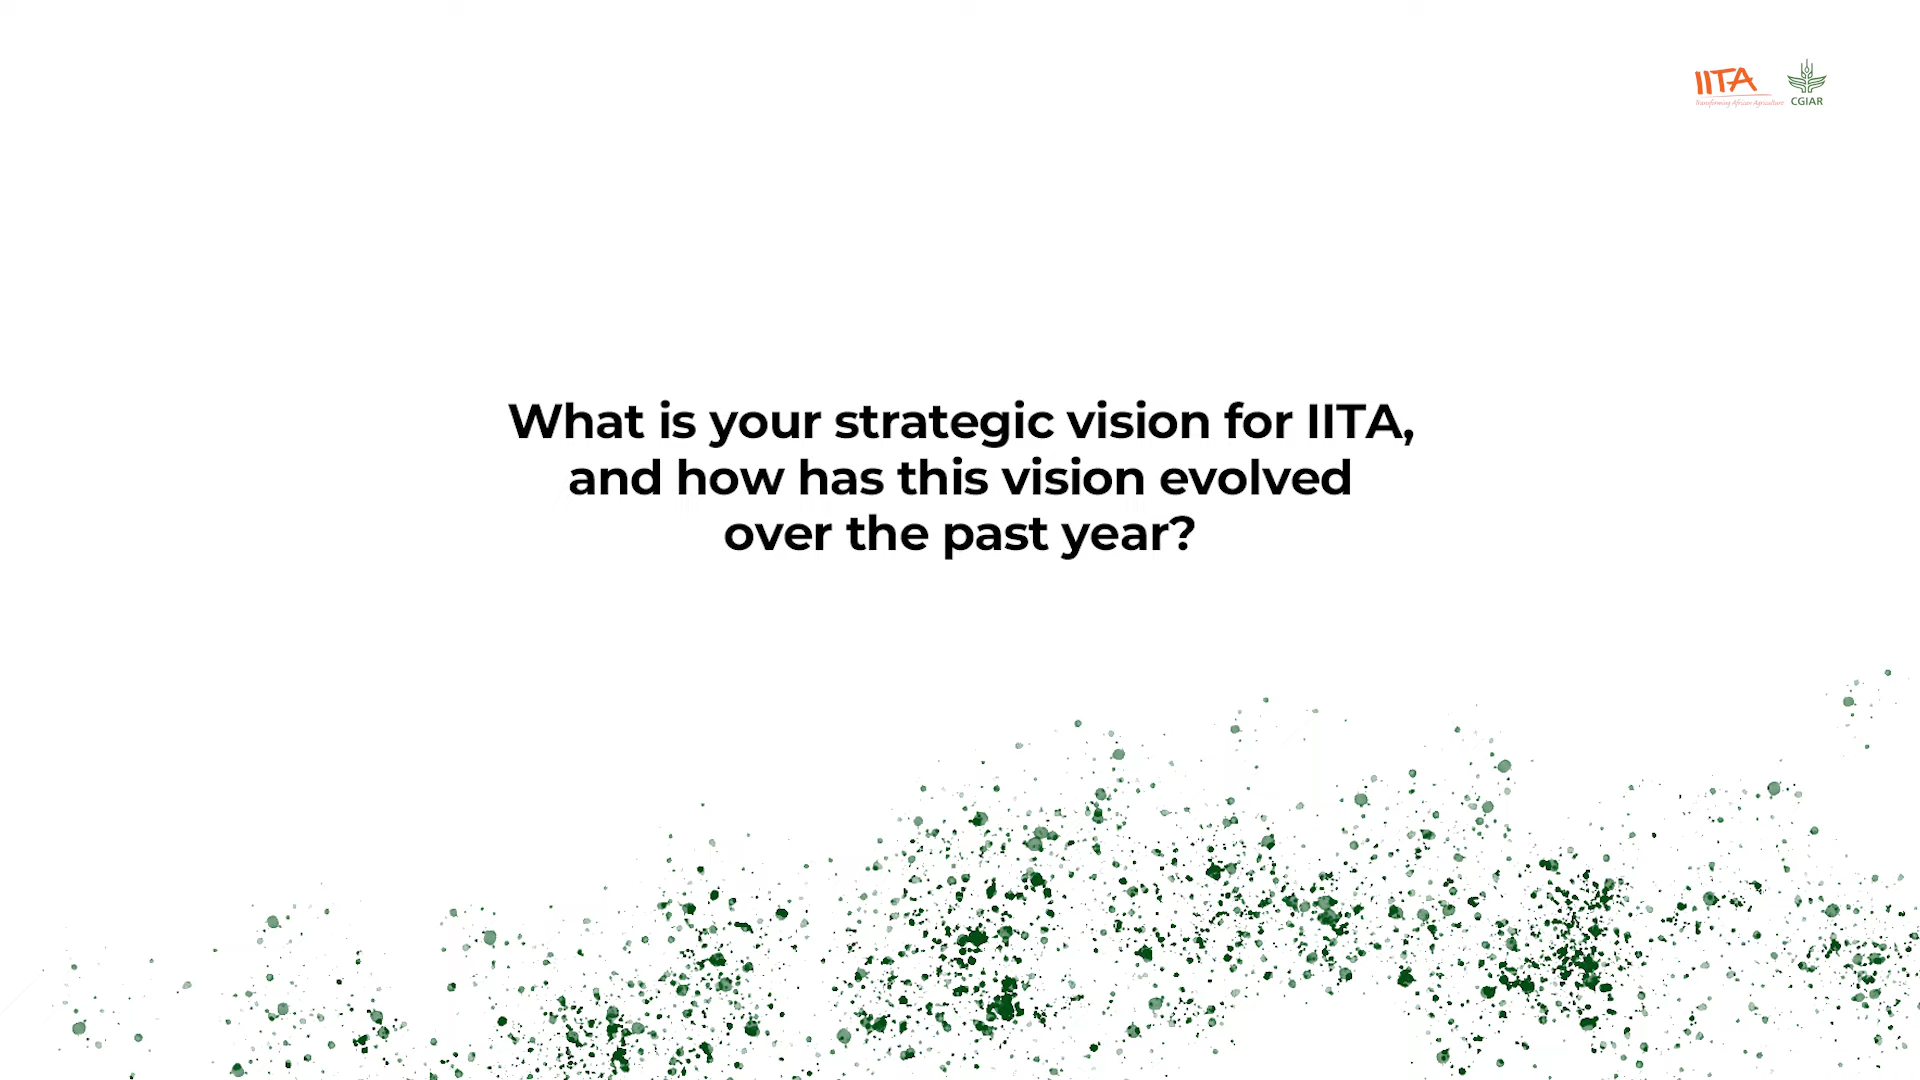 IITA
Transforming African Agriculture
CGIAR
What is your strategic vision for IITA,
and how has this vision evolved
over the past year?